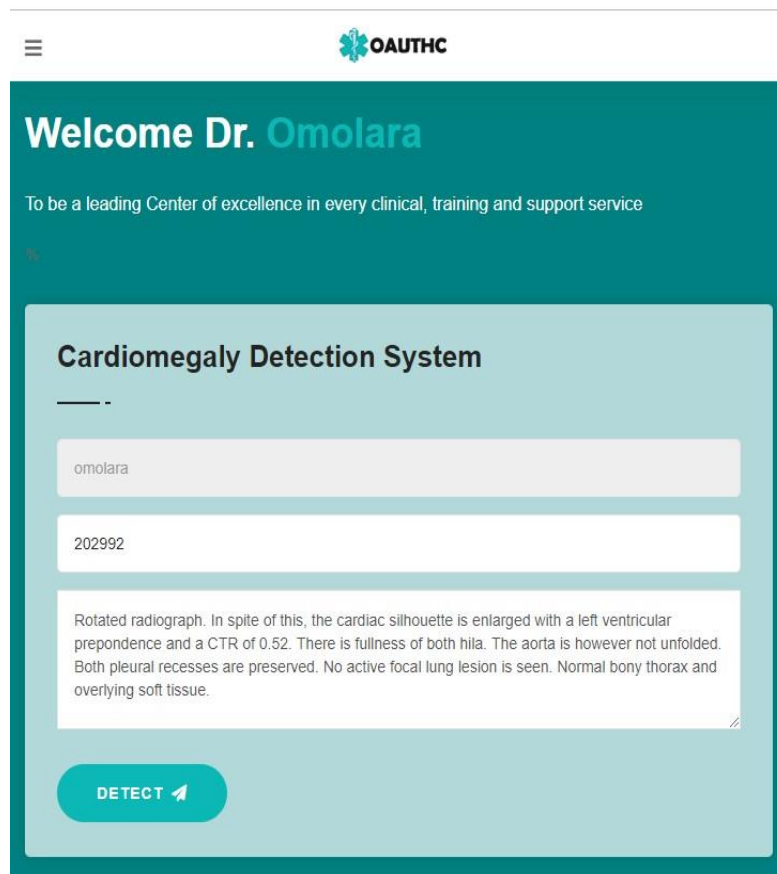 OAUTHC
Welcome Dr. Omolara
To be a leading Center of excellence in every clinical, training and support service
Cardiomegaly Detection System
omolara
202992
Rotated radiograph. In spite of this, the cardiac silhouette is enlarged with a left ventricular
prepondence and a CTR of 0.52. There is fullness of both hila. The aorta is however not unfolded.
Both pleural recesses are preserved. No active focal lung lesion is seen. Normal bony thorax and
overlying soft tissue.
DETECT